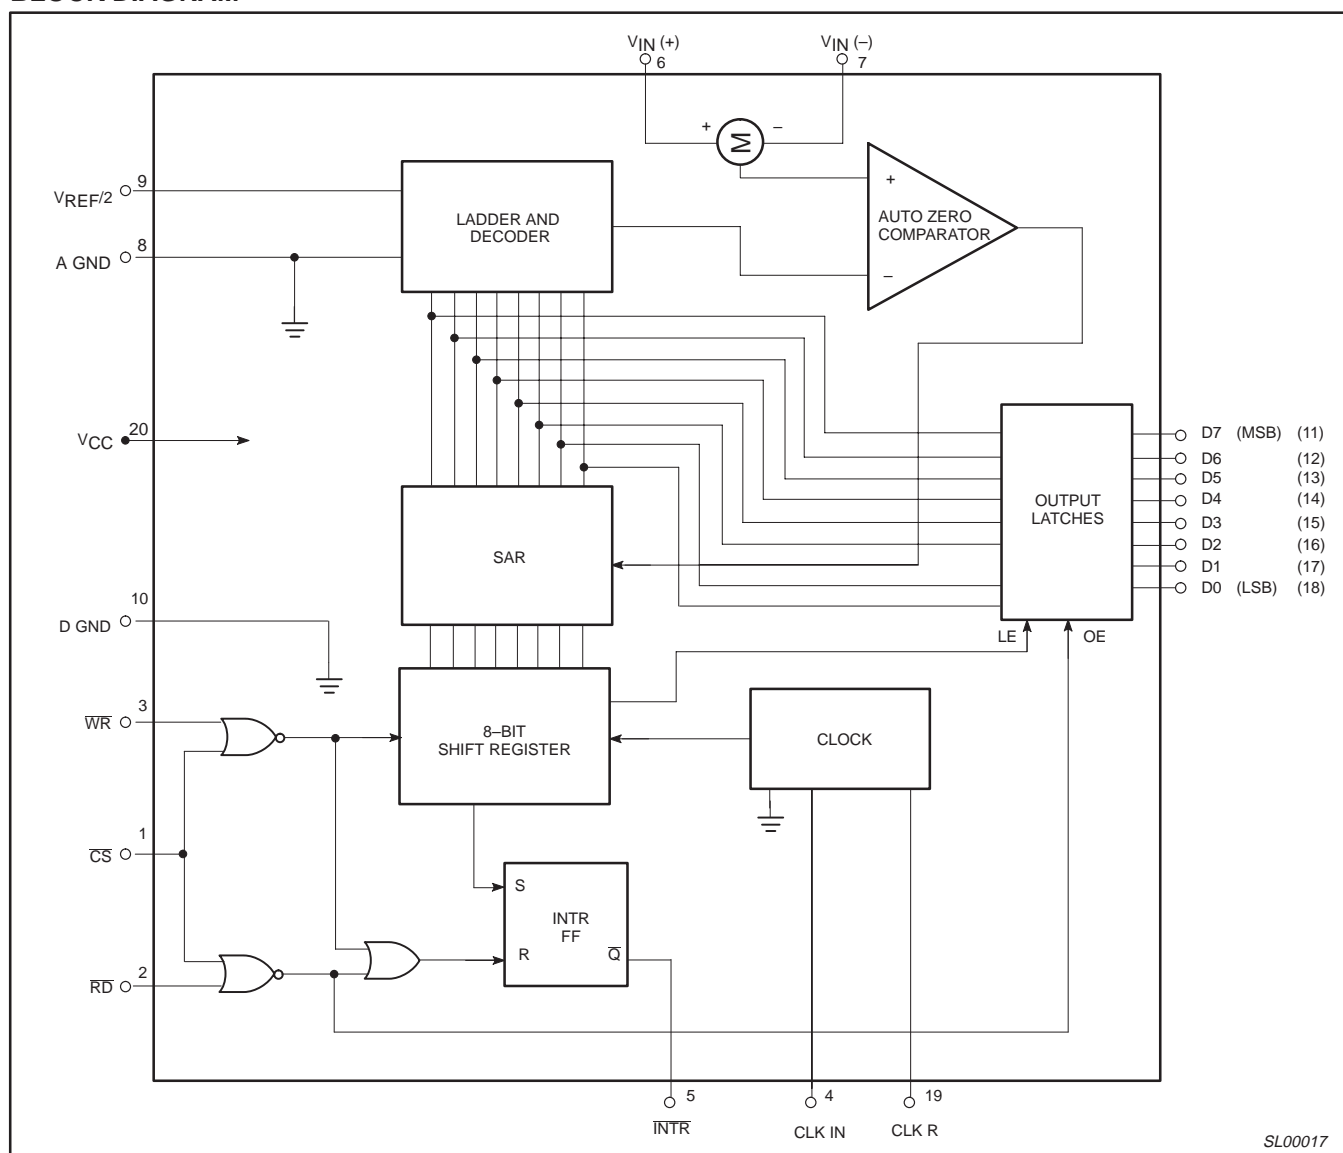 VIN (+)
6
VIN (–)
7
+
M
–
VREF/2
9
A GND
8
LADDER AND
DECODER
+
AUTO ZERO
COMPARATOR
–
VCC
20
SAR
OUTPUT
LATCHES
D7 (MSB) (11)
D6 (12)
D5 (13)
D4 (14)
D3 (15)
D2 (16)
D1 (17)
D0 (LSB) (18)
LE
OE
D GND
10
WR
3
8–BIT
SHIFT REGISTER
CLOCK
CS
1
S
INTR
FF
R
Q
RD
2
5
INTR
4
CLK IN
19
CLK R
SL00017